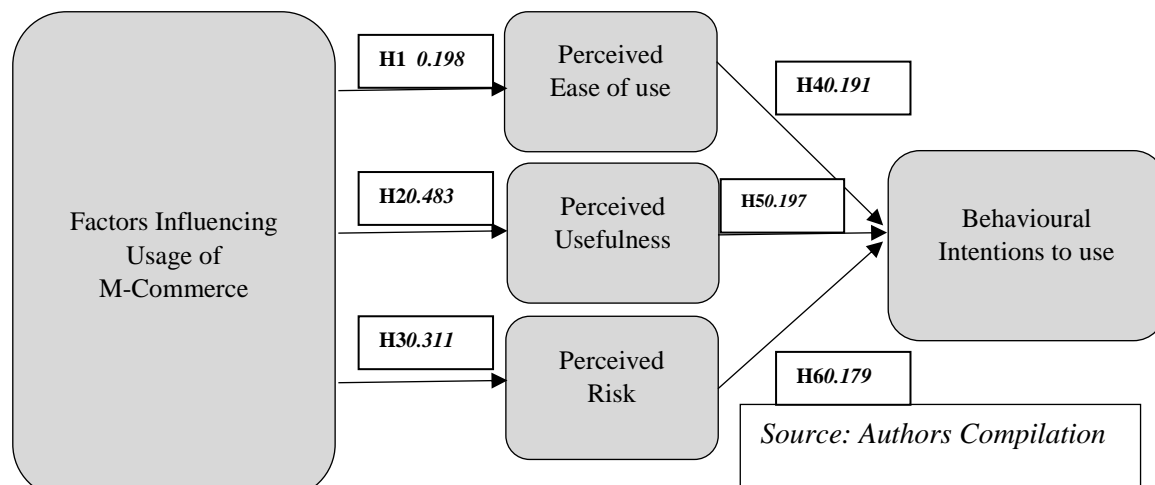 Factors Influencing
Usage of
M-Commerce
H1 0.198
H20.483
H30.311
Perceived
Ease of use
Perceived
Usefulness
Perceived
Risk
H40.191
H50.197
H60.179
Behavioural
Intentions to use
Source: Authors Compilation